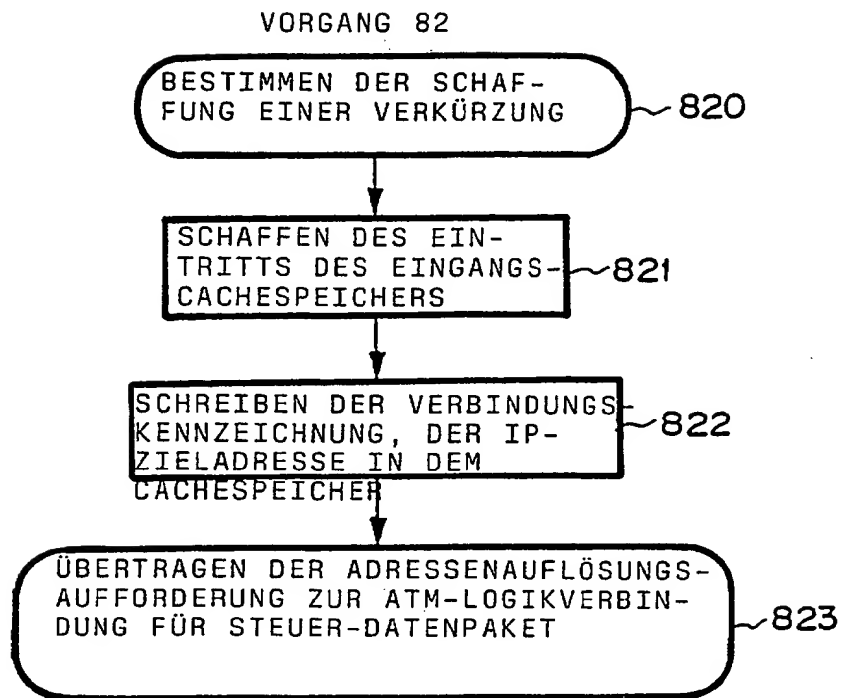 VORGANG 82
BESTIMMEN DER SCHAF-
FUNG EINER VERKÜRZUNG
820
SCHAFFEN DES EIN-
TRITTS DES EINGANGS-
CACHESPEICHERS
821
SCHREIBEN DER VERBINDUNGS-
KENNZEICHNUNG, DER IP-
ZIELADRESSE IN DEM
CACHESPEICHER
822
ÜBERTRAGEN DER ADRESSENAUFLÖSUNGS-
AUFFORDERUNG ZUR ATM-LOGIKVERBIN-
DUNG FÜR STEUER-DATENPAKET
823